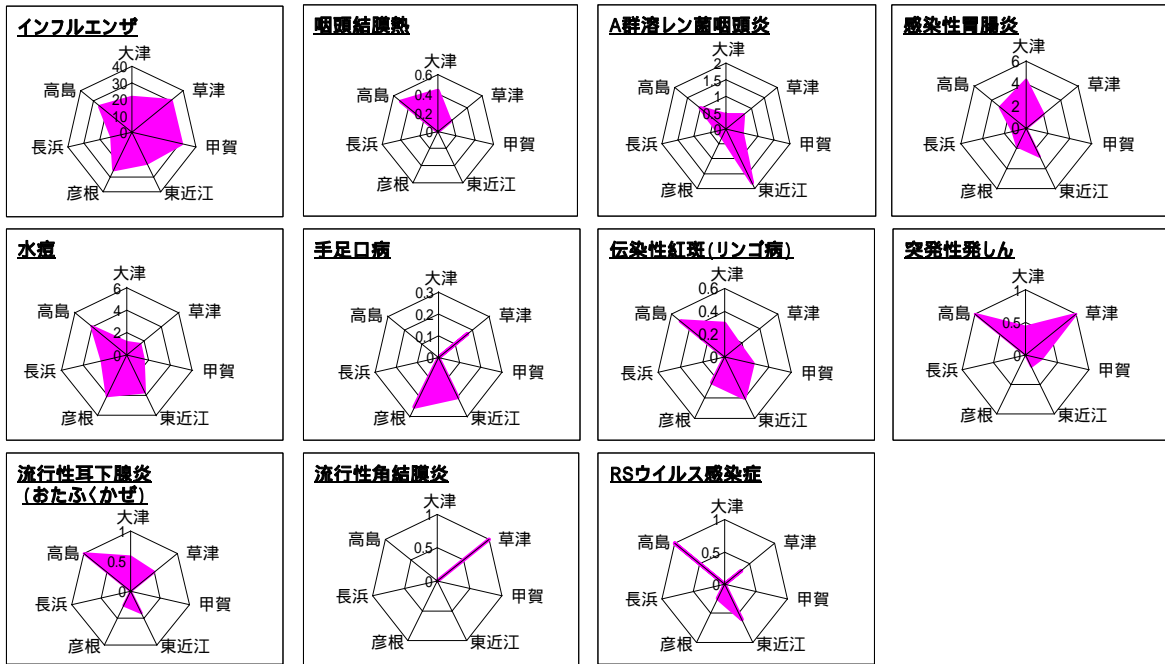 インフルエンザ
大津
40
30
20
10
0
草津
甲賀
東近江
彦根
長浜
高島
咽頭結膜熱
大津
0.6
0.4
0.2
0
草津
甲賀
東近江
彦根
長浜
高島
A群溶レン菌咽頭炎
大津
2
1.5
1
0.5
0
草津
甲賀
東近江
彦根
長浜
高島
感染性胃腸炎
大津
6
4
2
0
草津
甲賀
東近江
彦根
長浜
高島
水痘
大津
6
4
2
0
草津
甲賀
東近江
彦根
長浜
高島
手足口病
大津
0.3
0.2
0.1
0
草津
甲賀
東近江
彦根
長浜
高島
伝染性紅斑(リンゴ病)
大津
0.6
0.4
0.2
0
草津
甲賀
東近江
彦根
長浜
高島
突発性発しん
大津
1
0.5
0
草津
甲賀
東近江
彦根
長浜
高島
流行性耳下腺炎
(おたふくかぜ)
大津
1
0.5
0
草津
甲賀
東近江
彦根
長浜
高島
流行性角結膜炎
大津
1
0.5
0
草津
甲賀
東近江
彦根
長浜
高島
RSウイルス感染症
大津
1
0.5
0
草津
甲賀
東近江
彦根
長浜
高島